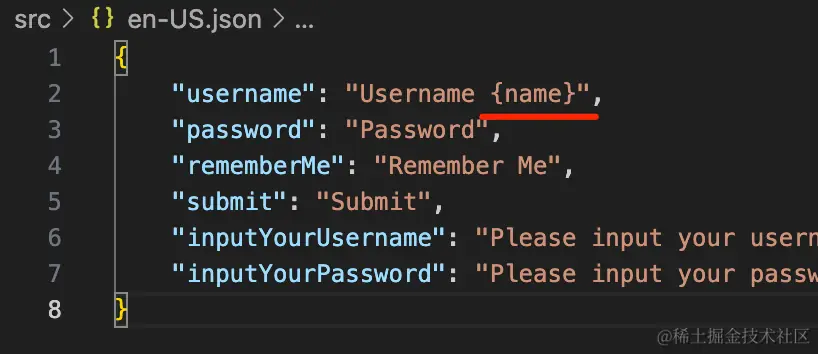 src > {} en-US.json > ...
1 {
2 "username": "Username {name}",
3 "password": "Password",
4 "rememberMe": "Remember Me",
5 "submit": "Submit",
6 "inputYourUsername": "Please input your usern
7 "inputYourPassword": "Please input your passw
8 }
@稀土掘金技术社区